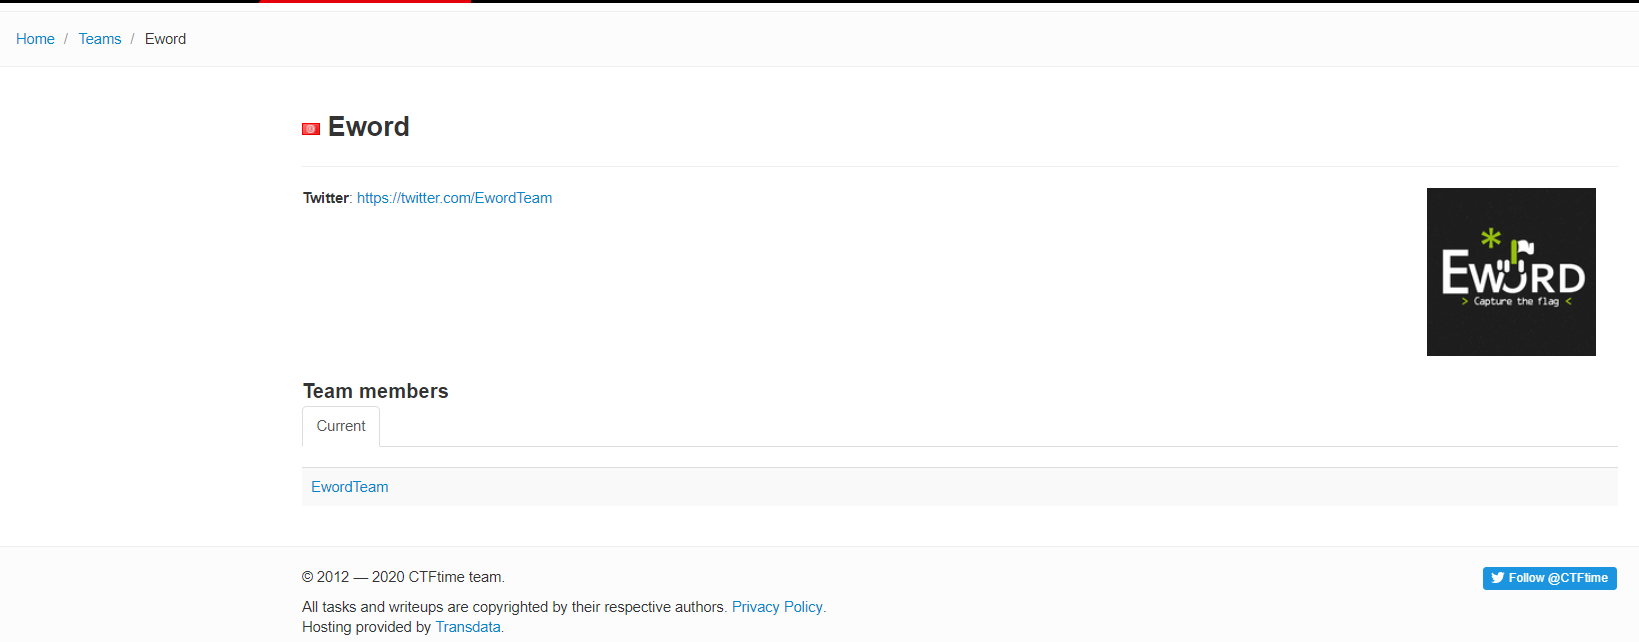 Home / Teams / Eword
Eword
Twitter: https://twitter.com/EwordTeam
EWORD
> Capture the flag <
Team members
Current
EwordTeam
© 2012 — 2020 CTFtime team.
Follow @CTFtime
All tasks and writeups are copyrighted by their respective authors. Privacy Policy.
Hosting provided by Transdata.